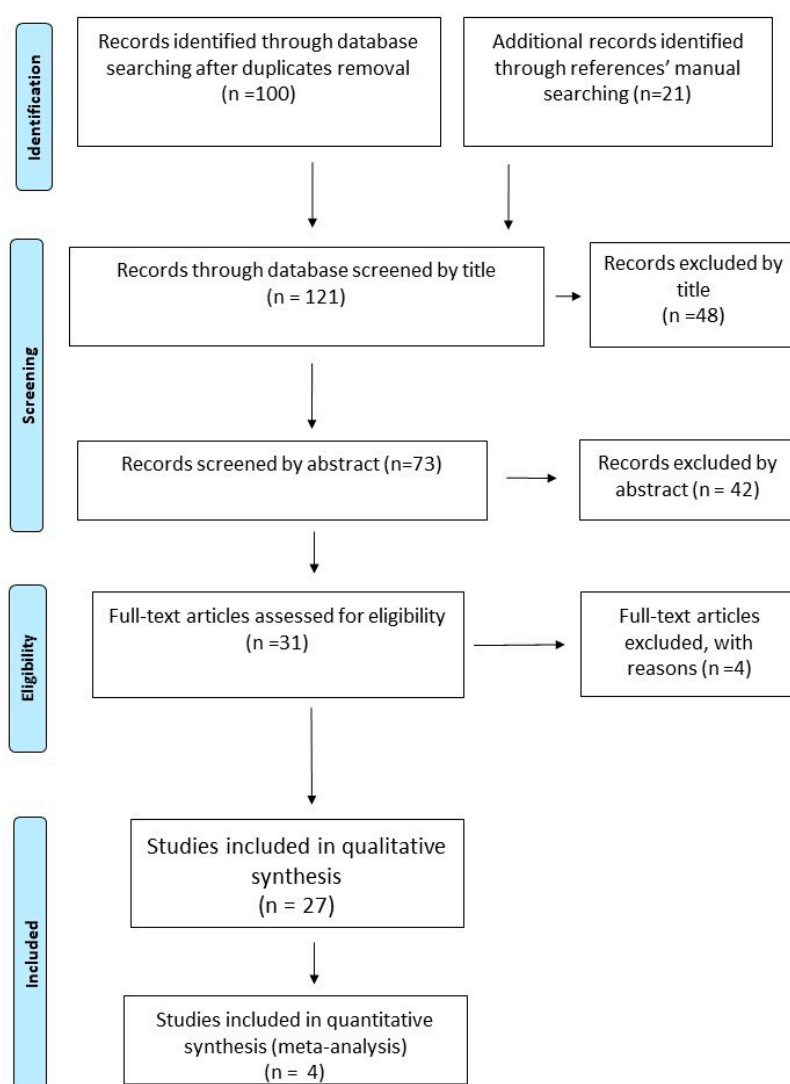 Identification
Records identified through database
searching after duplicates removal
(n =100)
Additional records identified
through references’ manual
searching (n=21)
Screening
Records through database screened by title
(n = 121)
Records excluded by
title
(n =48)
Records screened by abstract (n=73)
Records excluded by
abstract (n = 42)
Eligibility
Full-text articles assessed for eligibility
(n =31)
Full-text articles
excluded, with
reasons (n =4)
Included
Studies included in qualitative
synthesis
(n = 27)
Studies included in quantitative
synthesis (meta-analysis)
(n = 4)